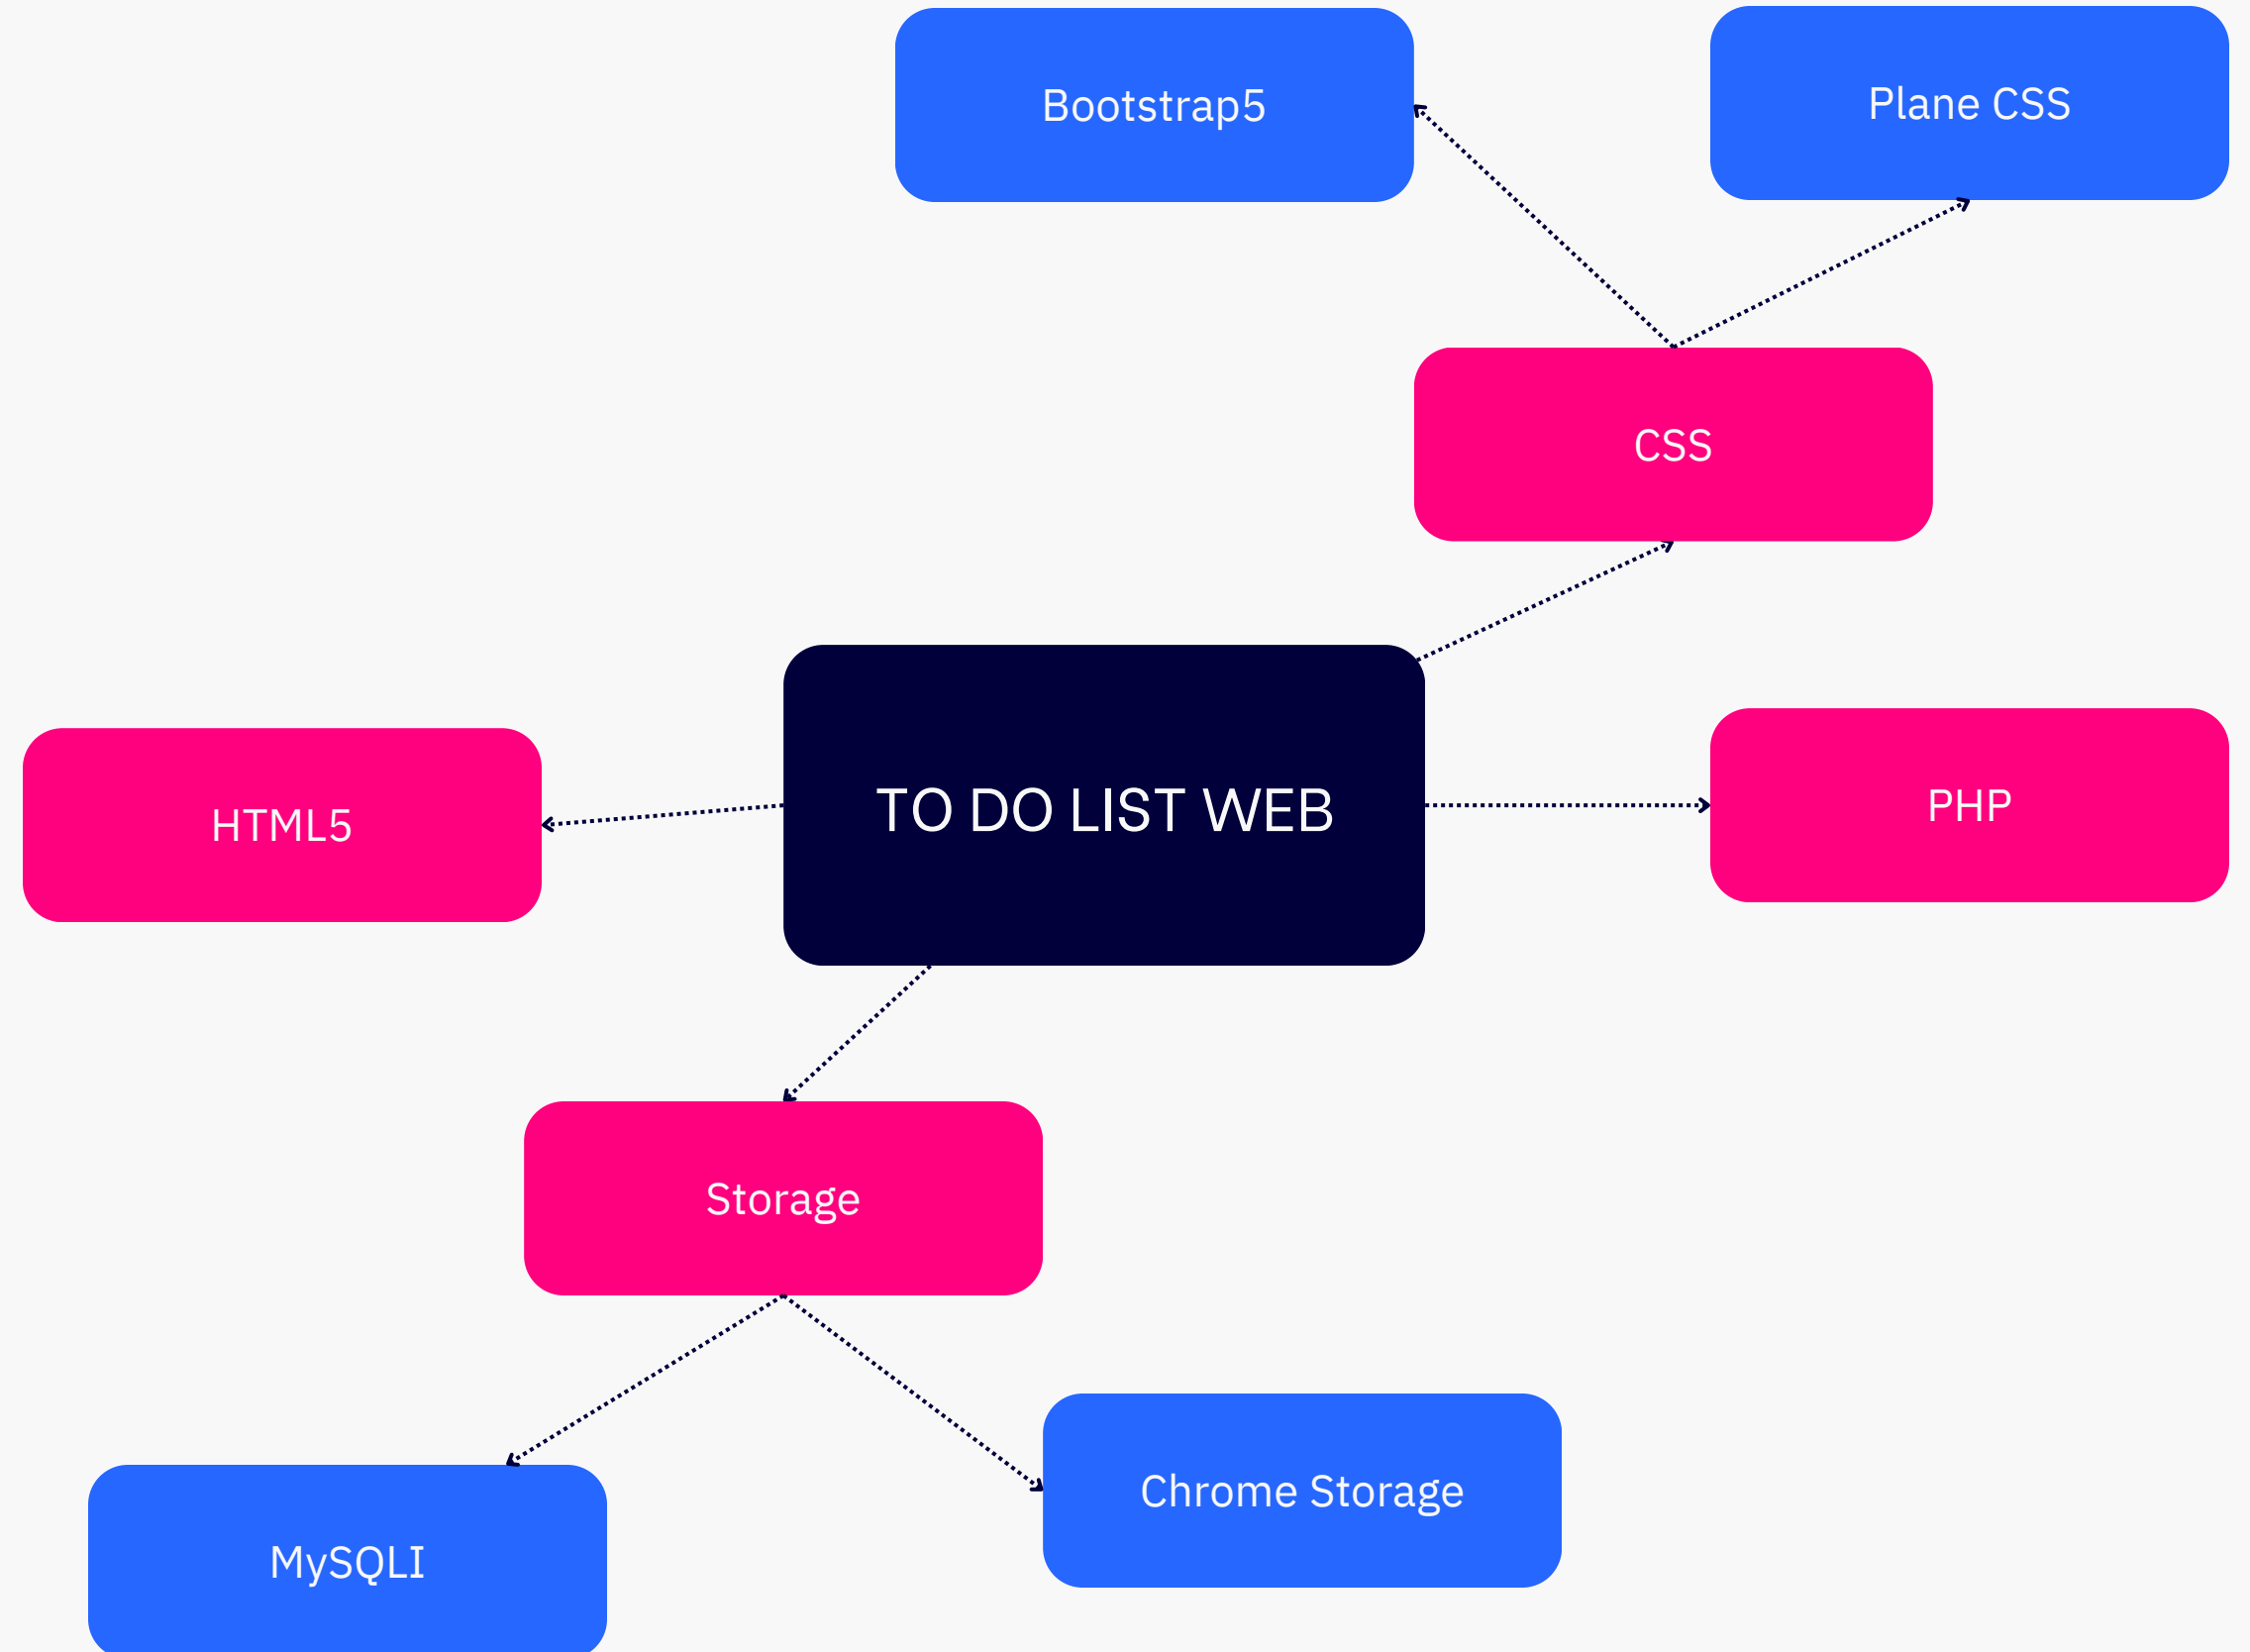 Bootstrap5
Plane CSS
CSS
TO DO LIST WEB
HTML5
PHP
Storage
Chrome Storage
MySQLI